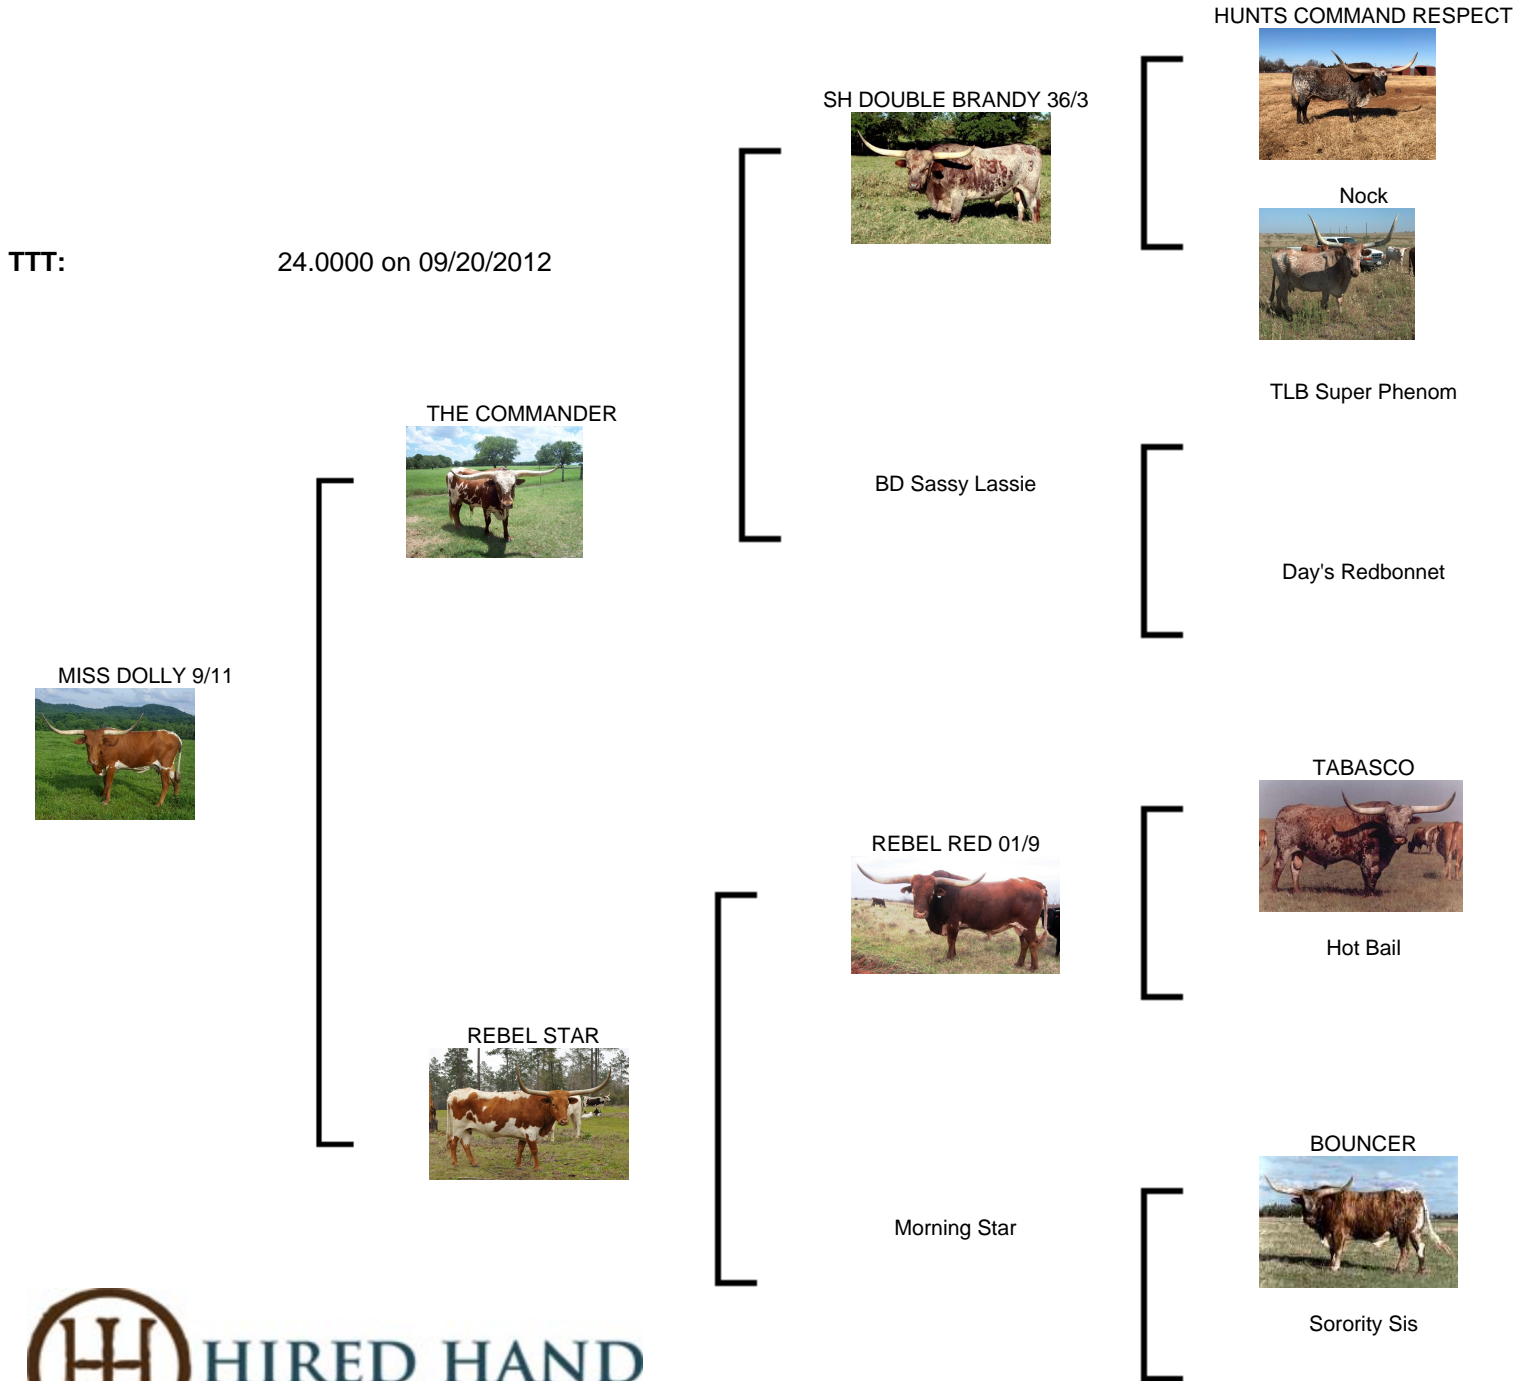 HUNTS COMMAND RESPECT
SH DOUBLE BRANDY 36/3
Nock
TTT: 24.0000 on 09/20/2012
TLB Super Phenom
THE COMMANDER
BD Sassy Lassie
Day's Redbonnet
MISS DOLLY 9/11
TABASCO
REBEL RED 01/9
Hot Bail
REBEL STAR
BOUNCER
Morning Star
Sorority Sis
HIRED HAND